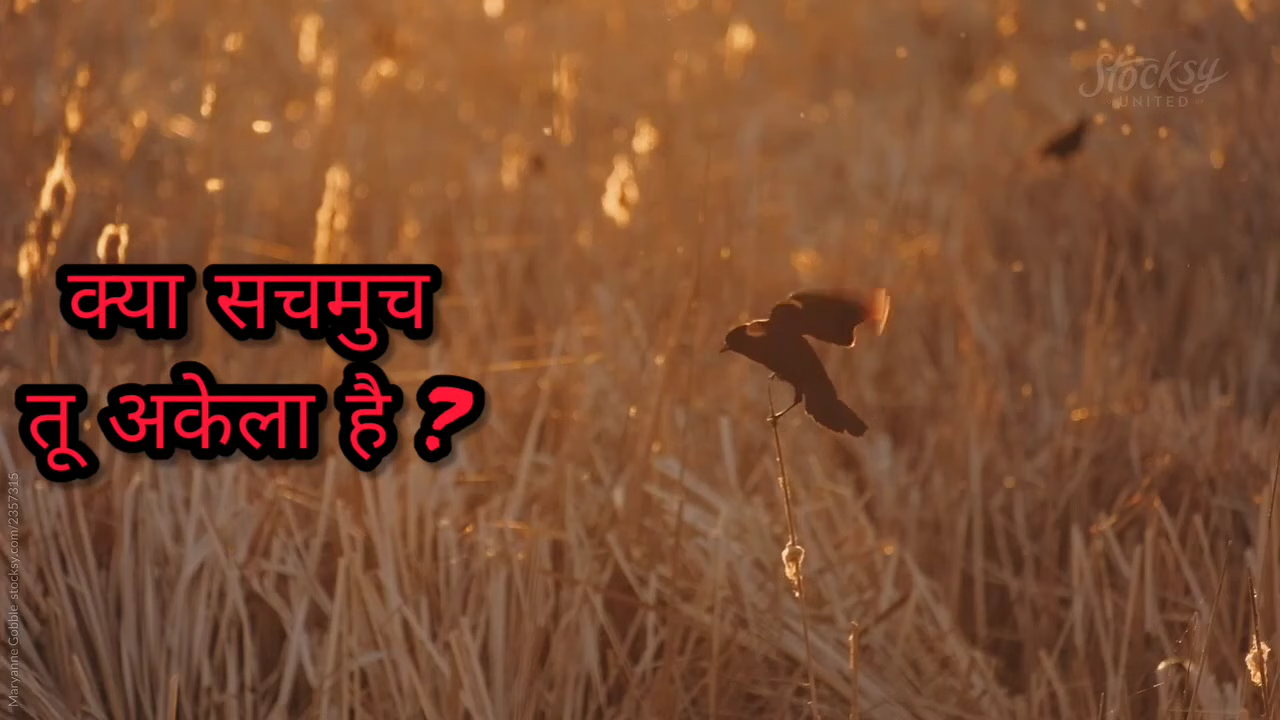 Stocksy
UNITED
क्या सचमुच
तू अकेला है ?
Maryanne Gobble stocksy.com/2357315